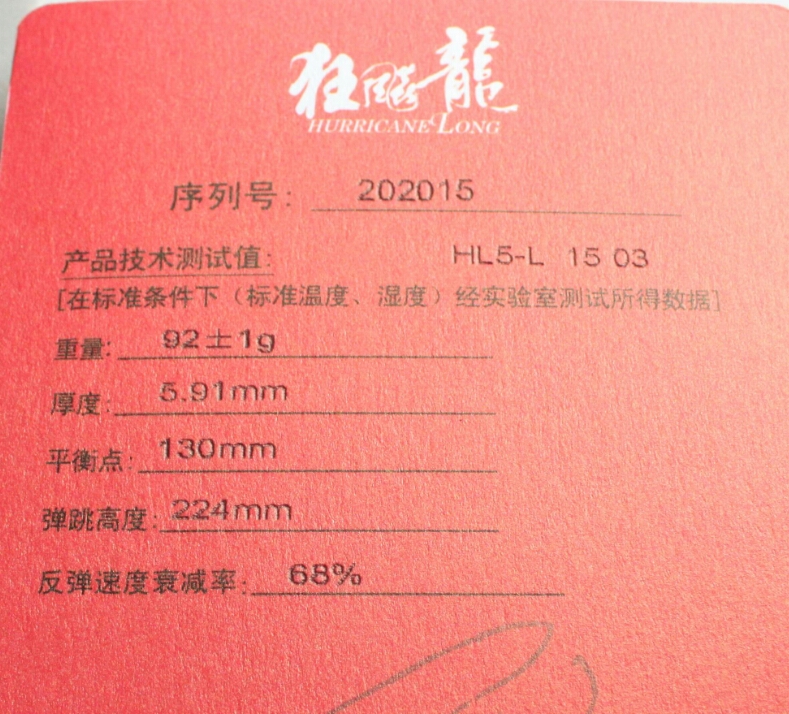 狂飚龍
HURRICANE LONG
序列号: 202015
产品技术测试值: HL5-L 15 03
[在标准条件下（标准温度、湿度）经实验室测试所得数据]
重量: 92±1g
厚度: 5.91mm
平衡点: 130mm
弹跳高度: 224mm
反弹速度衰减率: 68%